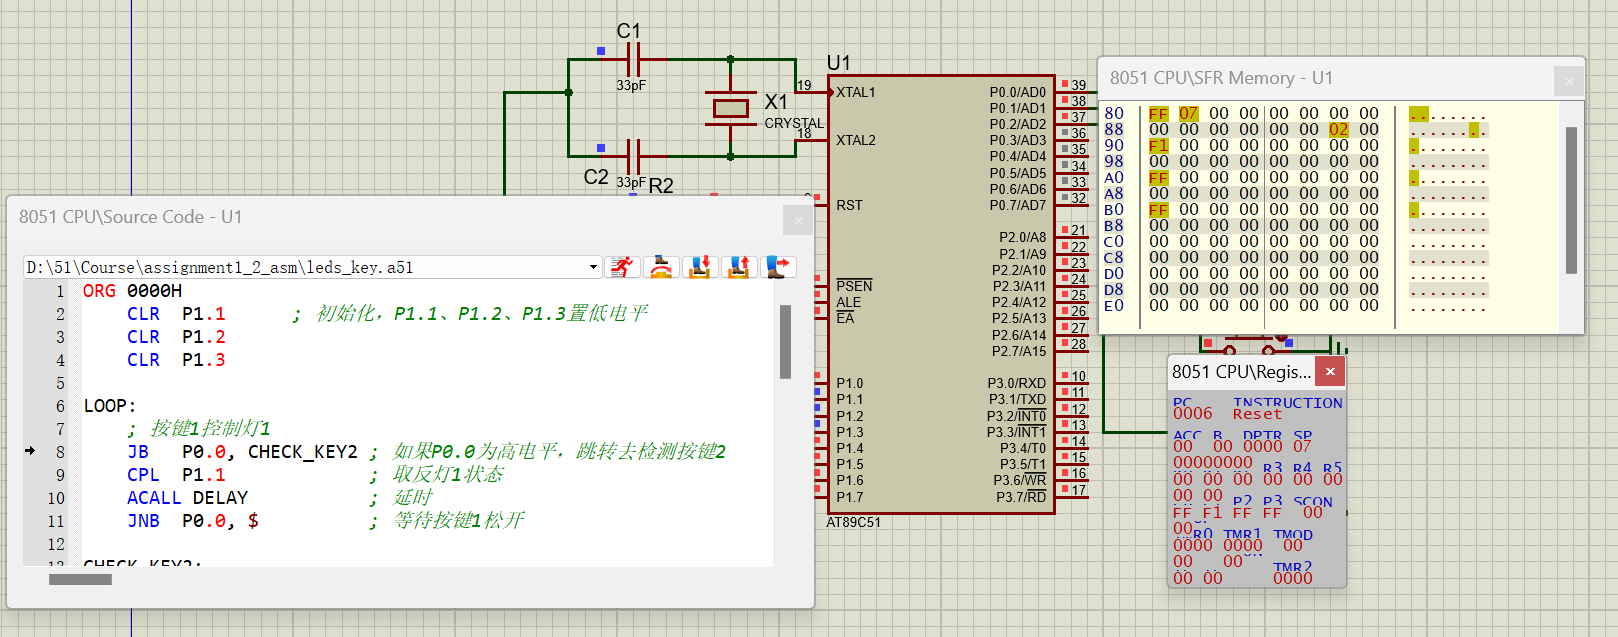 C1
33pF
X1
CRYSTAL
C2
33pF
R2
U1
19
XTAL1
18
XTAL2
RST
PSEN
ALE
EA
P1.0
P1.1
P1.2
P1.3
P1.4
P1.5
P1.6
P1.7
P0.0/AD0 39
P0.1/AD1 38
P0.2/AD2 37
P0.3/AD3 36
P0.4/AD4 35
P0.5/AD5 34
P0.6/AD6 33
P0.7/AD7 32
P2.0/A8 21
P2.1/A9 22
P2.2/A10 23
P2.3/A11 24
P2.4/A12 25
P2.5/A13 26
P2.6/A14 27
P2.7/A15 28
P3.0/RXD 10
P3.1/TXD 11
P3.2/INT0 12
P3.3/INT1 13
P3.4/T0 14
P3.5/T1 15
P3.6/WR 16
P3.7/RD 17
AT89C51
8051 CPU\Source Code - U1
D:\51\Course\assignment1_2_asm\leds_key.a51
1 ORG 0000H
2 CLR P1.1 ; 初始化，P1.1、P1.2、P1.3置低电平
3 CLR P1.2
4 CLR P1.3
5
6 LOOP:
7 ; 按键1控制灯1
8 JB P0.0, CHECK_KEY2 ; 如果P0.0为高电平，跳转去检测按键2
9 CPL P1.1 ; 取反灯1状态
10 ACALL DELAY ; 延时
11 JNB P0.0, $ ; 等待按键1松开
12
13 CHECK_KEY2:
8051 CPU\SFR Memory - U1
80 FF 07 00 00 00 00 00 00 ........
88 00 00 00 00 00 00 02 00 ........
90 F1 00 00 00 00 00 00 00 ........
98 00 00 00 00 00 00 00 00 ........
A0 FF 00 00 00 00 00 00 00 ........
A8 00 00 00 00 00 00 00 00 ........
B0 FF 00 00 00 00 00 00 00 ........
B8 00 00 00 00 00 00 00 00 ........
C0 00 00 00 00 00 00 00 00 ........
C8 00 00 00 00 00 00 00 00 ........
D0 00 00 00 00 00 00 00 00 ........
D8 00 00 00 00 00 00 00 00 ........
E0 00 00 00 00 00 00 00 00 ........
8051 CPU\Regis...
PC INSTRUCTION
0006 Reset
ACC B DPTR SP
00 00 0000 07
00000000 R3 R4 R5
00 00 00 00 00 00
00 00 P2 P3 SCON
FF F1 FF FF 00
00
TMR1 TMOD
0000 0000 00
00 00 TMR2
00 00 0000